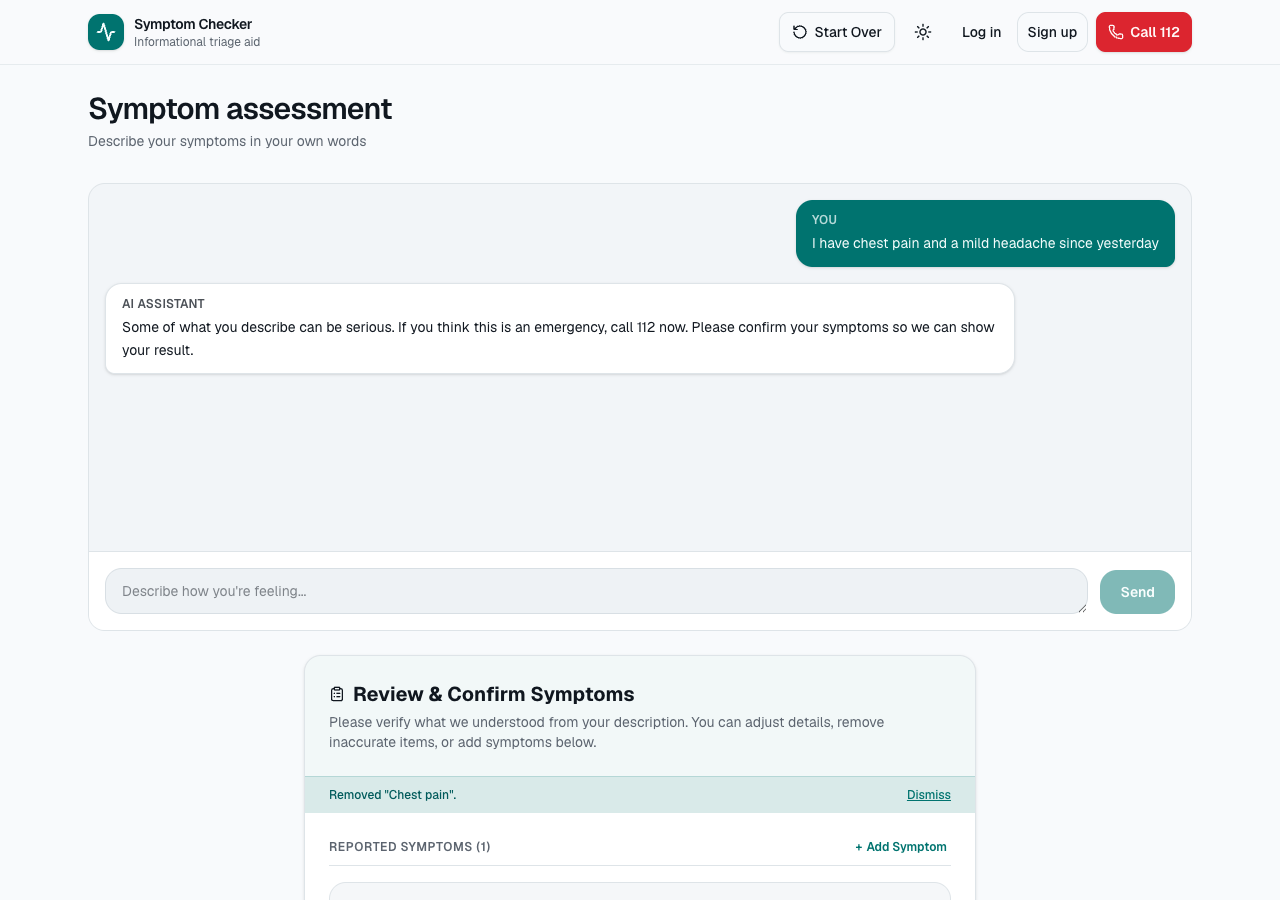 Symptom Checker
Informational triage aid
Start Over
Log in
Sign up
Call 112
Symptom assessment
Describe your symptoms in your own words
YOU
I have chest pain and a mild headache since yesterday
AI ASSISTANT
Some of what you describe can be serious. If you think this is an emergency, call 112 now. Please confirm your symptoms so we can show
your result.
Describe how you're feeling...
Send
Review & Confirm Symptoms
Please verify what we understood from your description. You can adjust details, remove
inaccurate items, or add symptoms below.
Removed "Chest pain".
Dismiss
REPORTED SYMPTOMS (1)
+ Add Symptom